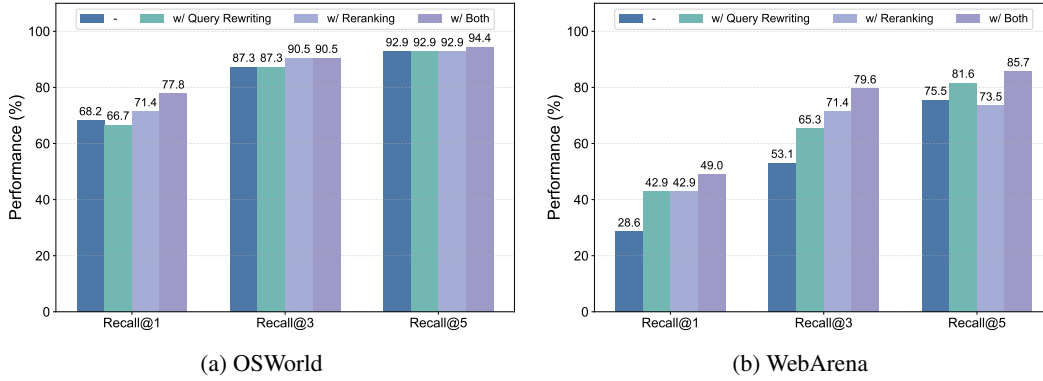 - w/ Query Rewriting w/ Reranking w/ Both
100
80
60
40
20
0
Performance (%)
68.2 66.7 71.4 77.8
87.3 87.3 90.5 90.5
92.9 92.9 92.9 94.4
Recall@1 Recall@3 Recall@5
(a) OSWorld
- w/ Query Rewriting w/ Reranking w/ Both
100
80
60
40
20
0
Performance (%)
28.6 42.9 42.9 49.0
53.1 65.3 71.4 79.6
75.5 81.6 73.5 85.7
Recall@1 Recall@3 Recall@5
(b) WebArena